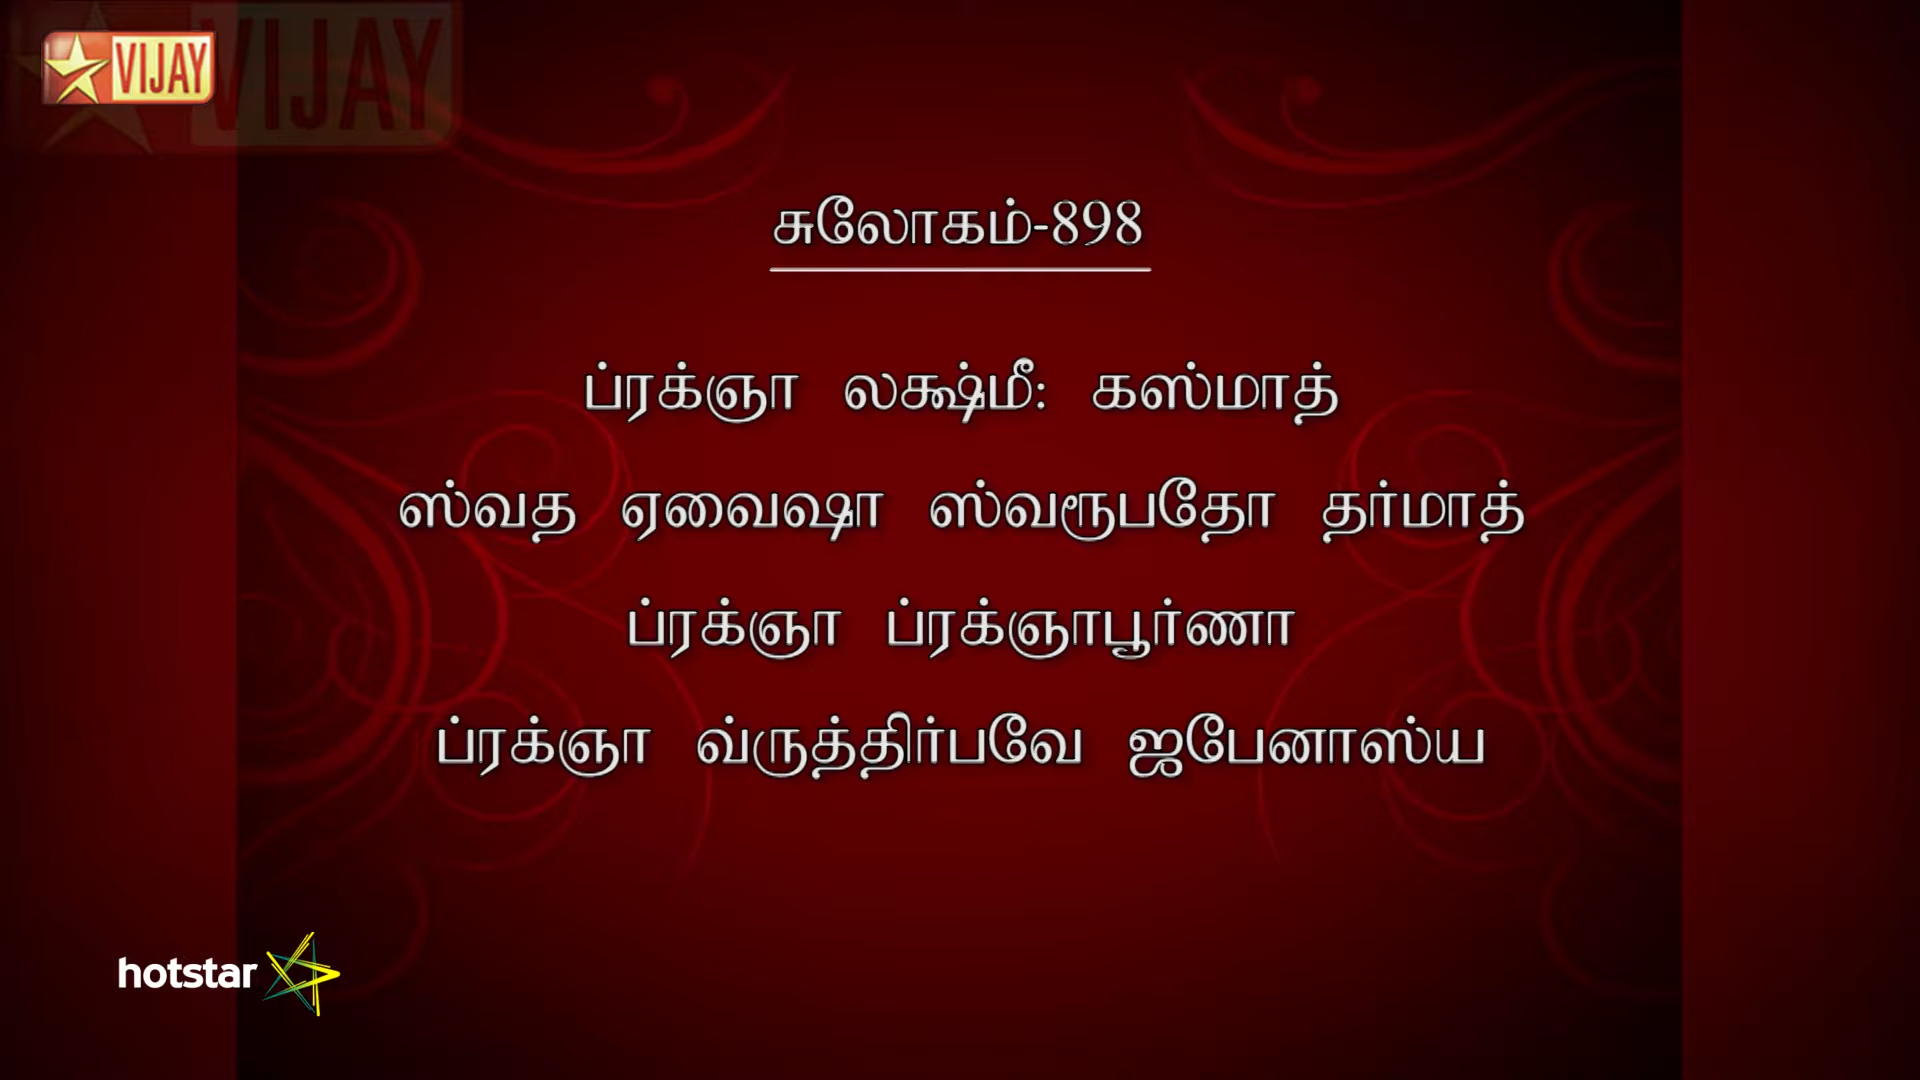 VIJAY
VIJAY
சுலோகம்-898
ப்ரக்ஞா லக்ஷ்மீ: கஸ்மாத்
ஸ்வத ஏவைஷா ஸ்வரூபதோ தர்மாத்
ப்ரக்ஞா ப்ரக்ஞாபூர்ணா
ப்ரக்ஞா வ்ருத்திர்பவே ஜபேனாஸ்ய
hotstar